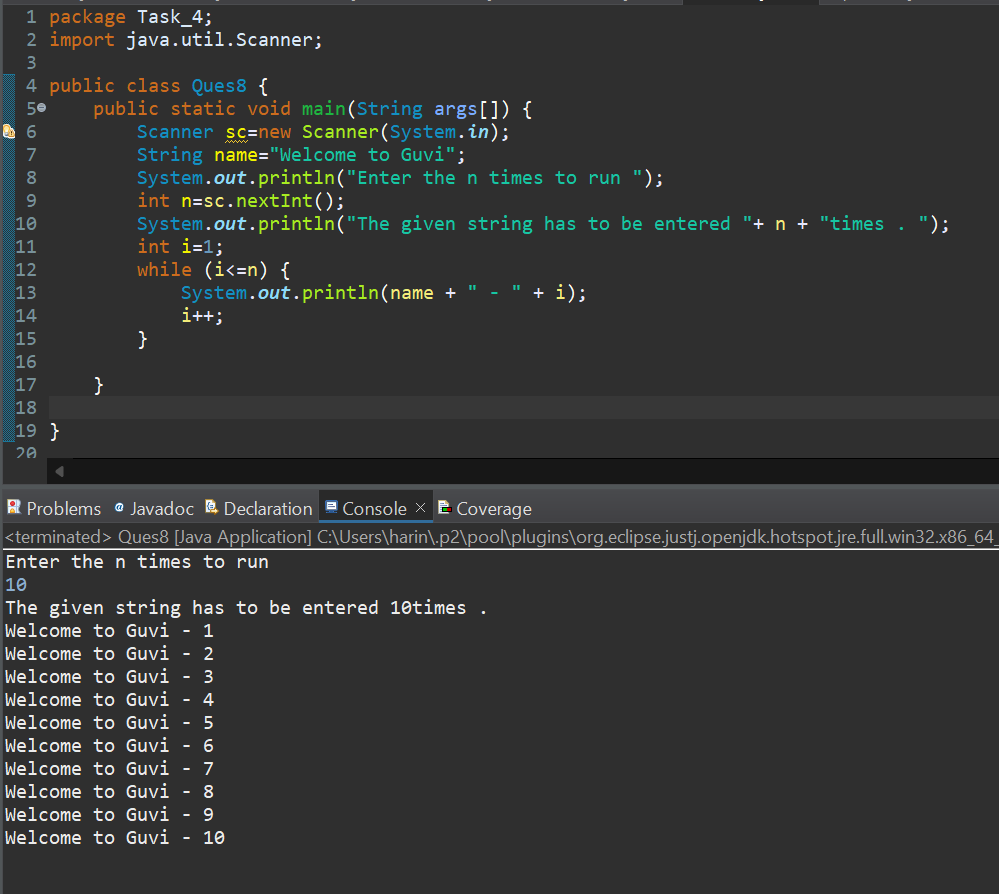 1 package Task_4;
2 import java.util.Scanner;
3
4 public class Ques8 {
5 public static void main(String args[]) {
6 Scanner sc=new Scanner(System.in);
7 String name="Welcome to Guvi";
8 System.out.println("Enter the n times to run ");
9 int n=sc.nextInt();
10 System.out.println("The given string has to be entered "+ n + "times . ");
11 int i=1;
12 while (i<=n) {
13 System.out.println(name + " - " + i);
14 i++;
15 }
16
17 }
18
19 }
20
Problems Javadoc Declaration Console Coverage
<terminated> Ques8 [Java Application] C:\Users\harin\.p2\pool\plugins\org.eclipse.justj.openjdk.hotspot.jre.full.win32.x86_64_
Enter the n times to run
10
The given string has to be entered 10times .
Welcome to Guvi - 1
Welcome to Guvi - 2
Welcome to Guvi - 3
Welcome to Guvi - 4
Welcome to Guvi - 5
Welcome to Guvi - 6
Welcome to Guvi - 7
Welcome to Guvi - 8
Welcome to Guvi - 9
Welcome to Guvi - 10